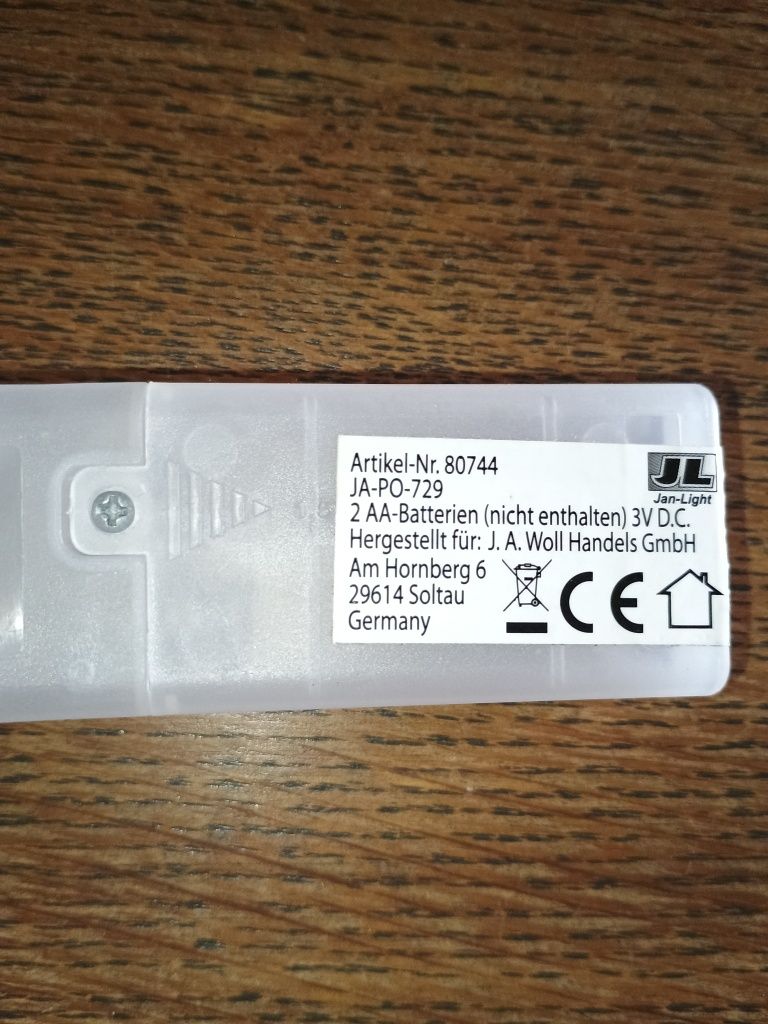 Artikel-Nr. 80744
JA-PO-729
JL
Jan-Light
2 AA-Batterien (nicht enthalten) 3V D.C.
Hergestellt für: J. A. Woll Handels GmbH
Am Hornberg 6
29614 Soltau
Germany
CE